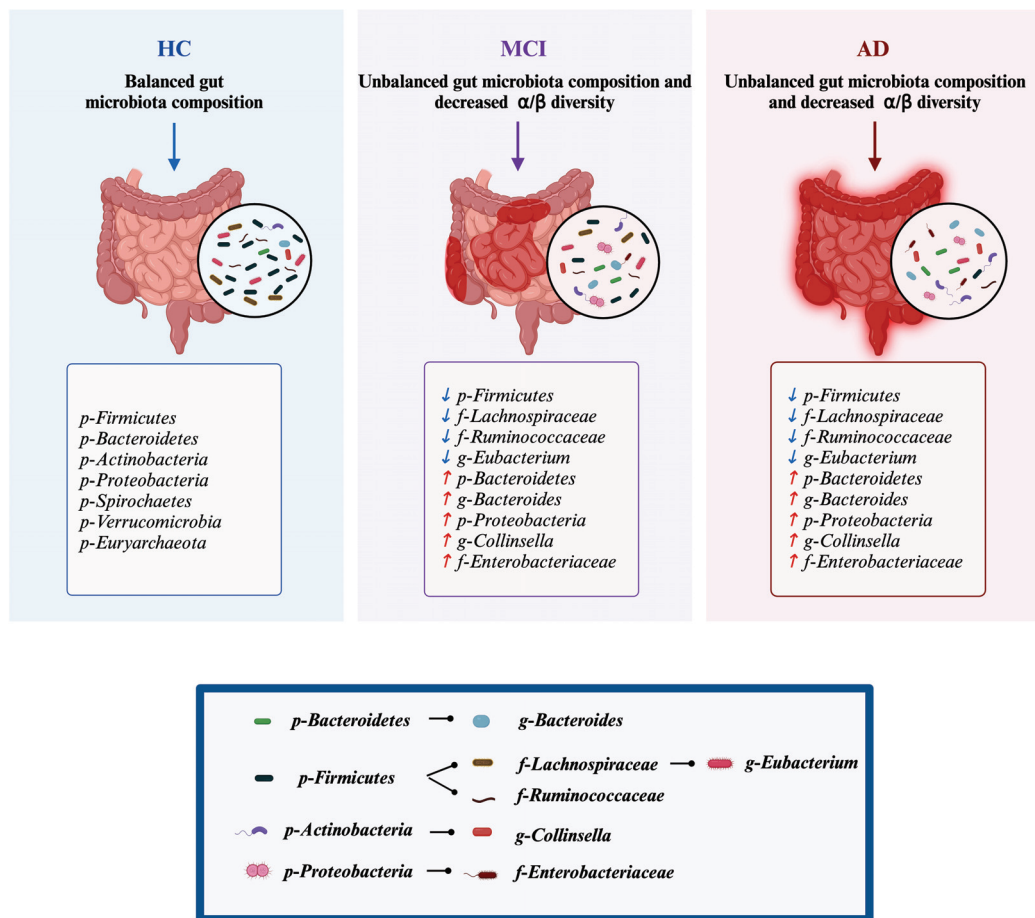 HC
Balanced gut
microbiota composition
p-Firmicutes
p-Bacteroidetes
p-Actinobacteria
p-Proteobacteria
p-Spirochaetes
p-Verrucomicrobia
p-Euryarchaeota
MCI
Unbalanced gut microbiota composition and
decreased α/β diversity
↓ p-Firmicutes
↓ f-Lachnospiraceae
↓ f-Ruminococcaceae
↓ g-Eubacterium
↑ p-Bacteroidetes
↑ g-Bacteroides
↑ p-Proteobacteria
↑ g-Collinsella
↑ f-Enterobacteriaceae
AD
Unbalanced gut microbiota composition
and decreased α/β diversity
↓ p-Firmicutes
↓ f-Lachnospiraceae
↓ f-Ruminococcaceae
↓ g-Eubacterium
↑ p-Bacteroidetes
↑ g-Bacteroides
↑ p-Proteobacteria
↑ g-Collinsella
↑ f-Enterobacteriaceae
p-Bacteroidetes g-Bacteroides
p-Firmicutes f-Lachnospiraceae g-Eubacterium
f-Ruminococcaceae
p-Actinobacteria g-Collinsella
p-Proteobacteria f-Enterobacteriaceae